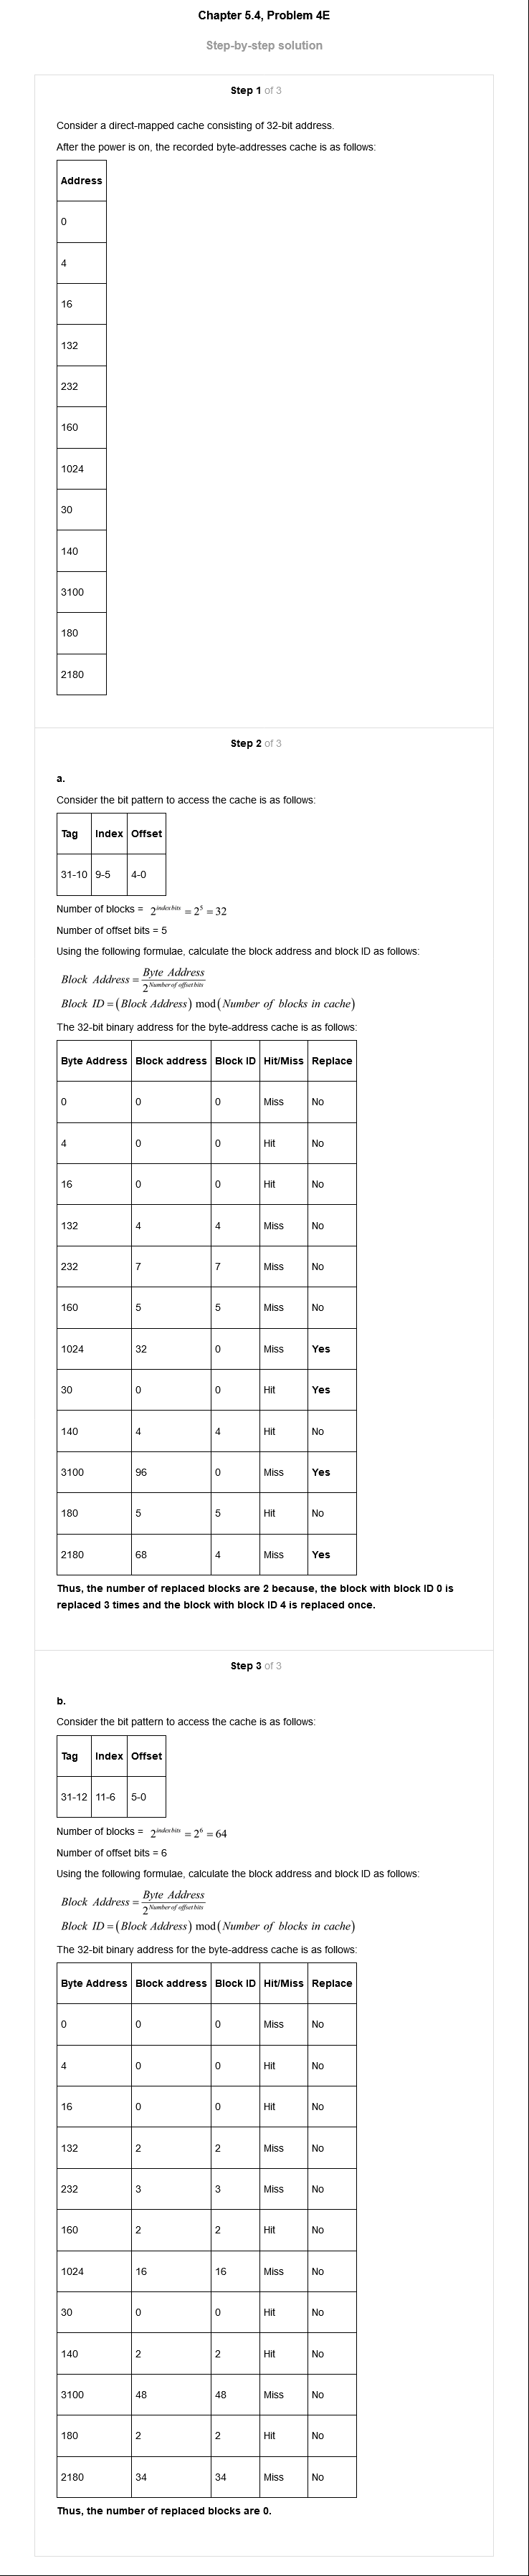 Chapter 5.4, Problem 4E
Step-by-step solution
Step 1 of 3
Consider a direct-mapped cache consisting of 32-bit address.
After the power is on, the recorded byte-addresses cache is as follows:
Address
0
4
16
132
232
160
1024
30
140
3100
180
2180
Step 2 of 3
a.
Consider the bit pattern to access the cache is as follows:
Tag Index Offset
31-10 9-5 4-0
Number of blocks = 2^{index bits} = 2^5 = 32
Number of offset bits = 5
Using the following formulae, calculate the block address and block ID as follows:
Block Address = Byte Address / 2^{Number of offset bits}
Block ID = (Block Address) mod (Number of blocks in cache)
The 32-bit binary address for the byte-address cache is as follows:
Byte Address Block address Block ID Hit/Miss Replace
0 0 0 Miss No
4 0 0 Hit No
16 0 0 Hit No
132 4 4 Miss No
232 7 7 Miss No
160 5 5 Miss No
1024 32 0 Miss Yes
30 0 0 Hit Yes
140 4 4 Hit No
3100 96 0 Miss Yes
180 5 5 Hit No
2180 68 4 Miss Yes
Thus, the number of replaced blocks are 2 because, the block with block ID 0 is
replaced 3 times and the block with block ID 4 is replaced once.
Step 3 of 3
b.
Consider the bit pattern to access the cache is as follows:
Tag Index Offset
31-12 11-6 5-0
Number of blocks = 2^{index bits} = 2^6 = 64
Number of offset bits = 6
Using the following formulae, calculate the block address and block ID as follows:
Block Address = Byte Address / 2^{Number of offset bits}
Block ID = (Block Address) mod (Number of blocks in cache)
The 32-bit binary address for the byte-address cache is as follows:
Byte Address Block address Block ID Hit/Miss Replace
0 0 0 Miss No
4 0 0 Hit No
16 0 0 Hit No
132 2 2 Miss No
232 3 3 Miss No
160 2 2 Hit No
1024 16 16 Miss No
30 0 0 Hit No
140 2 2 Hit No
3100 48 48 Miss No
180 2 2 Hit No
2180 34 34 Miss No
Thus, the number of replaced blocks are 0.